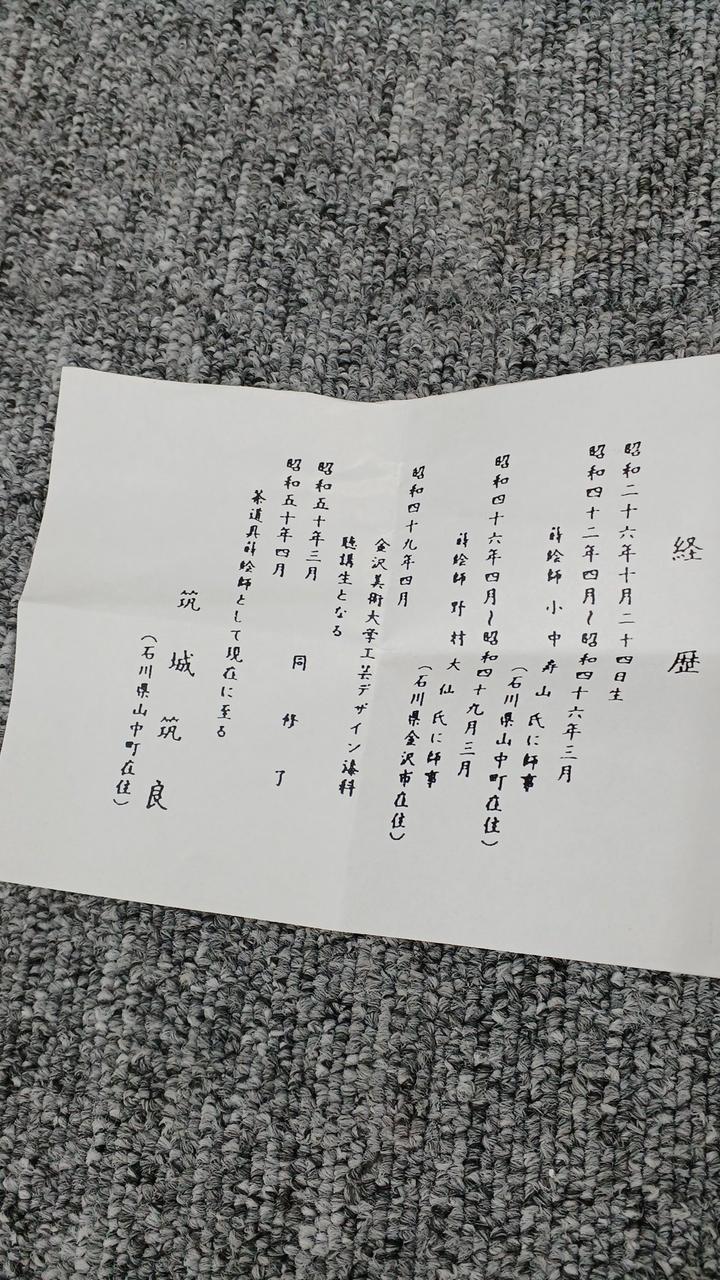 経歴
昭和二十六年十月二十四日生
昭和四十二年四月~昭和四十六年三月
蒔絵師 小中寿山氏に師事
(石川県山中町在住)
昭和四十六年四月~昭和四十九月三月
蒔絵師 野村大仙氏に師事
(石川県金沢市在住)
昭和四十九年四月
金沢美術大学工芸デザイン漆科
聴講生となる
昭和五十年三月 同修了
昭和五十年四月
茶道具蒔絵師として現在に至る
筑城筑良
(石川県山中町在住)